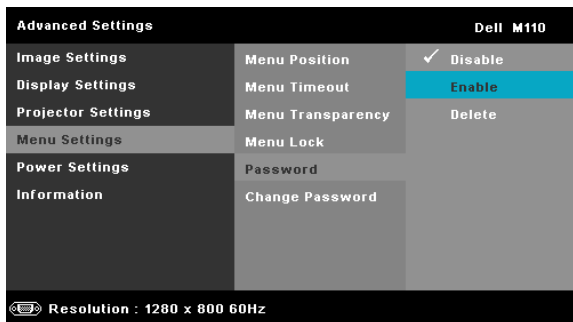 Advanced Settings Dell M110
Image Settings
Display Settings
Projector Settings
Menu Settings
Power Settings
Information
Menu Position
Menu Timeout
Menu Transparency
Menu Lock
Password
Change Password
✓ Disable
Enable
Delete
Resolution : 1280 x 800 60Hz